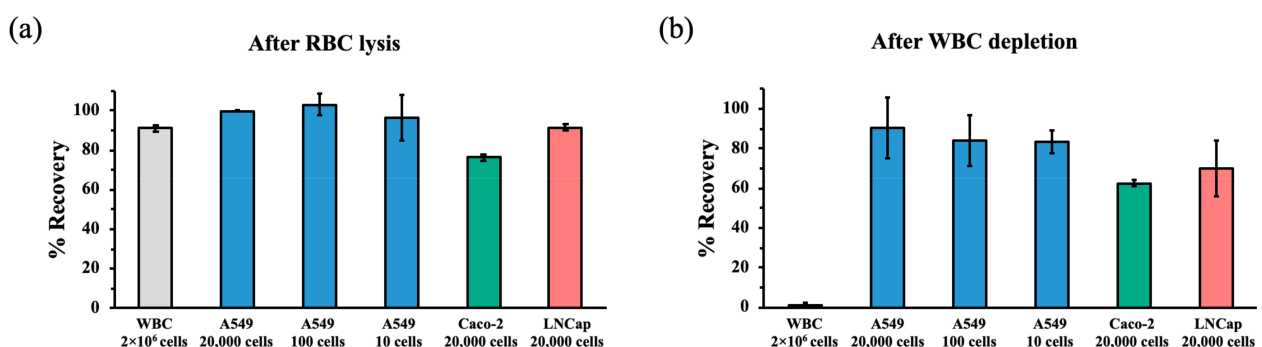 (a)
After RBC lysis
% Recovery
100
80
60
40
20
0
WBC
2×10⁶ cells
A549
20,000 cells
A549
100 cells
A549
10 cells
Caco-2
20,000 cells
LNCap
20,000 cells
(b)
After WBC depletion
% Recovery
100
80
60
40
20
0
WBC
2×10⁶ cells
A549
20,000 cells
A549
100 cells
A549
10 cells
Caco-2
20,000 cells
LNCap
20,000 cells